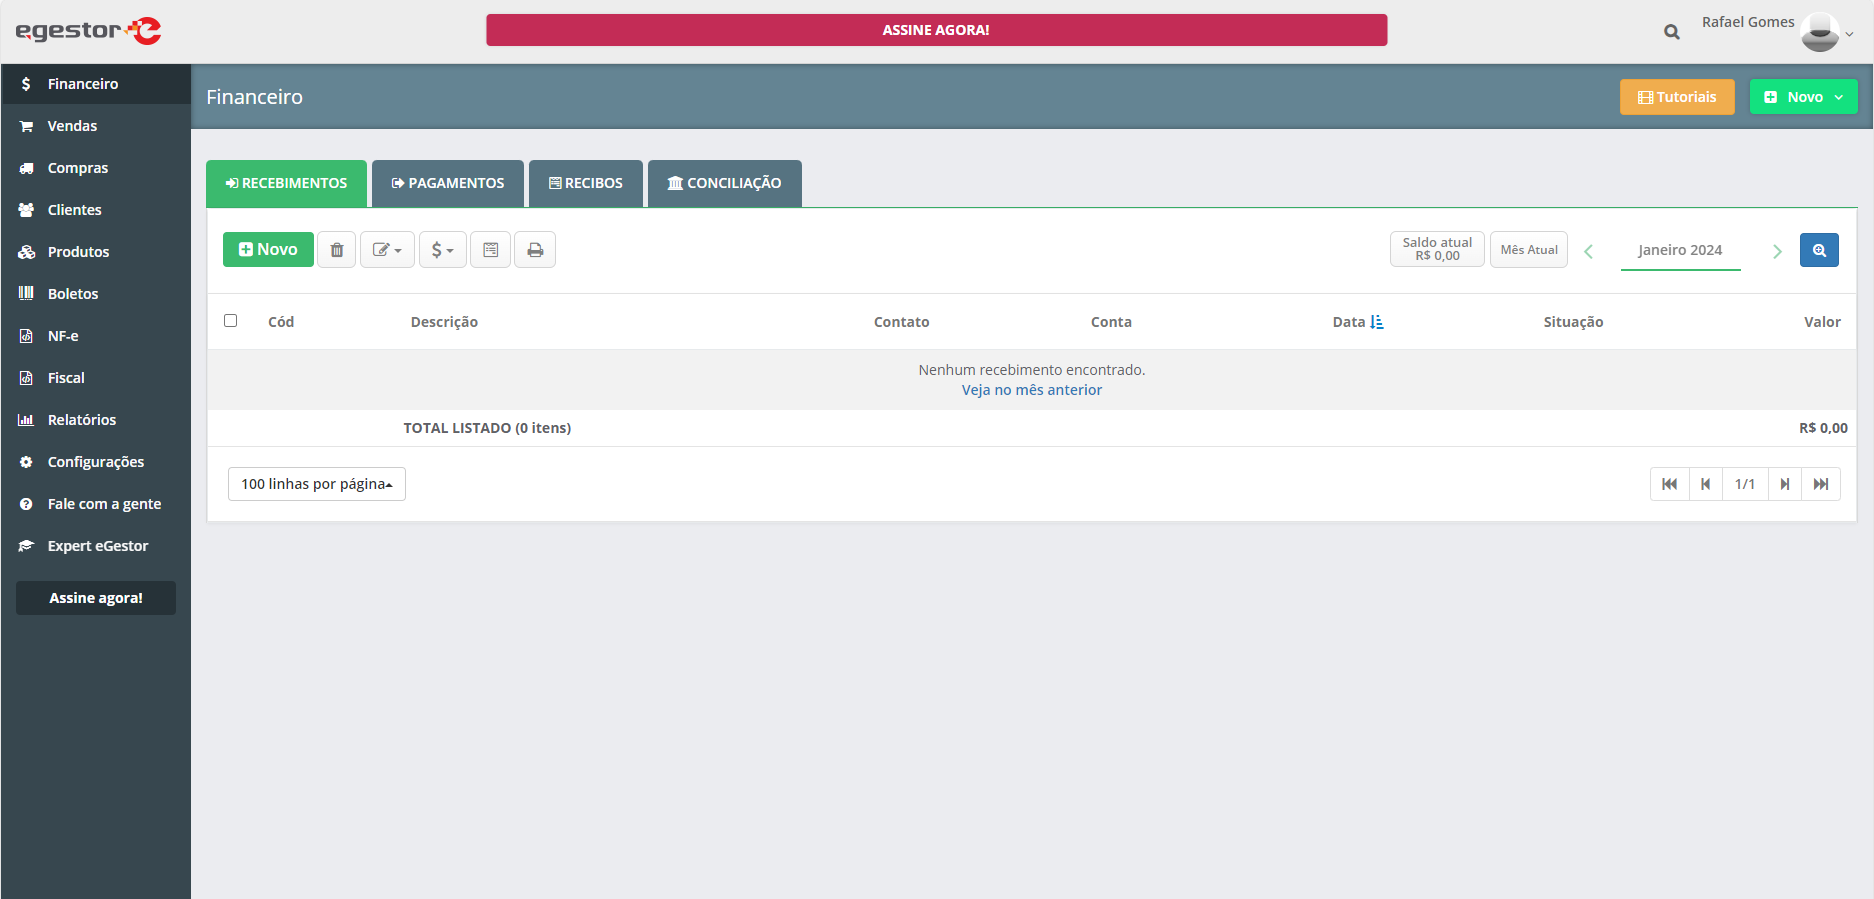 egestor
ASSINE AGORA!
Rafael Gomes
Financeiro
Vendas
Compras
Clientes
Produtos
Boletos
NF-e
Fiscal
Relatórios
Configurações
Fale com a gente
Expert eGestor
Assine agora!
Financeiro
Tutoriais
Novo
RECEBIMENTOS
PAGAMENTOS
RECIBOS
CONCILIAÇÃO
Novo
$
Saldo atual
R$ 0,00
Mês Atual
Janeiro 2024
Cód
Descrição
Contato
Conta
Data
Situação
Valor
Nenhum recebimento encontrado.
Veja no mês anterior
TOTAL LISTADO (0 itens)
R$ 0,00
100 linhas por página
1/1